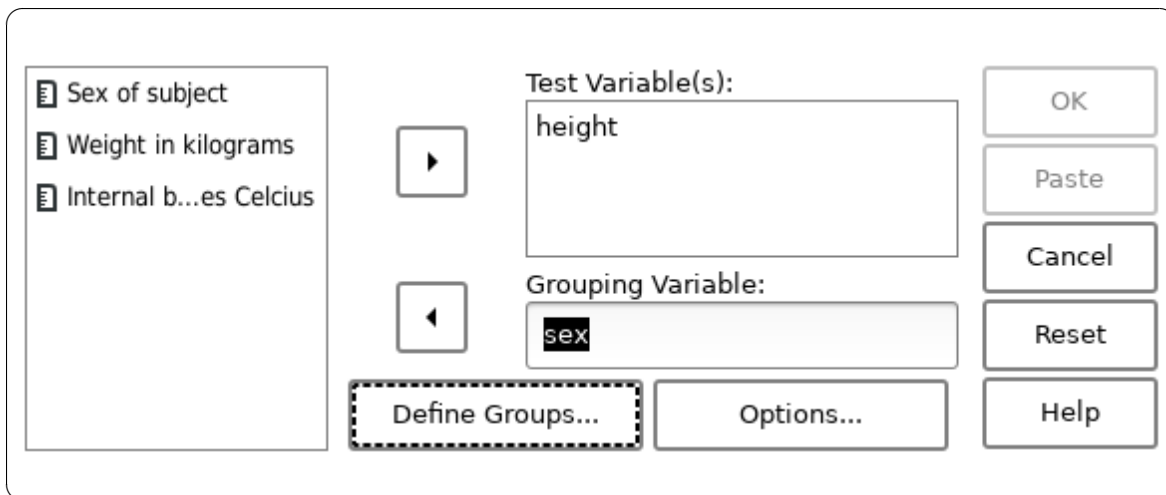 Sex of subject
Weight in kilograms
Internal b...es Celcius
Test Variable(s):
height
Grouping Variable:
sex
Define Groups...
Options...
OK
Paste
Cancel
Reset
Help